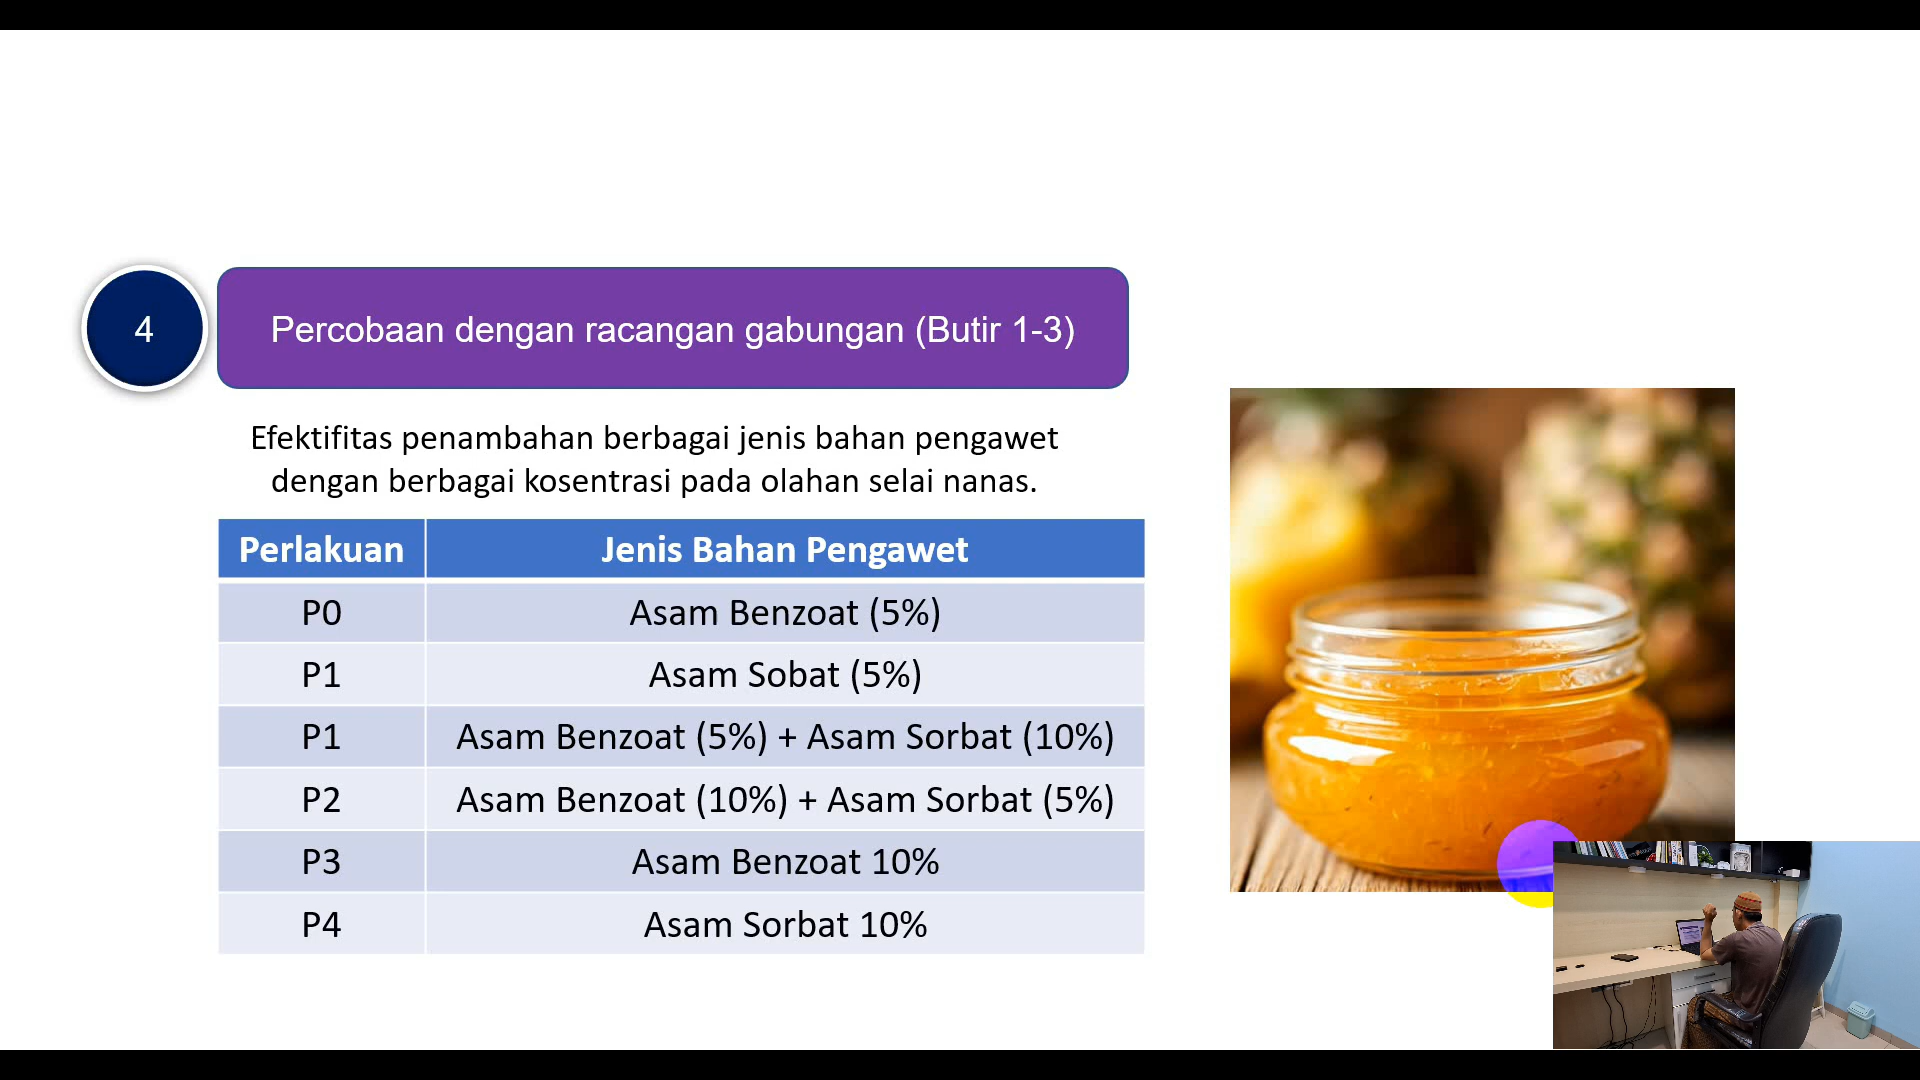 4
Percobaan dengan racangan gabungan (Butir 1-3)
Efektifitas penambahan berbagai jenis bahan pengawet
dengan berbagai kosentrasi pada olahan selai nanas.
Perlakuan Jenis Bahan Pengawet
P0 Asam Benzoat (5%)
P1 Asam Sobat (5%)
P1 Asam Benzoat (5%) + Asam Sorbat (10%)
P2 Asam Benzoat (10%) + Asam Sorbat (5%)
P3 Asam Benzoat 10%
P4 Asam Sorbat 10%